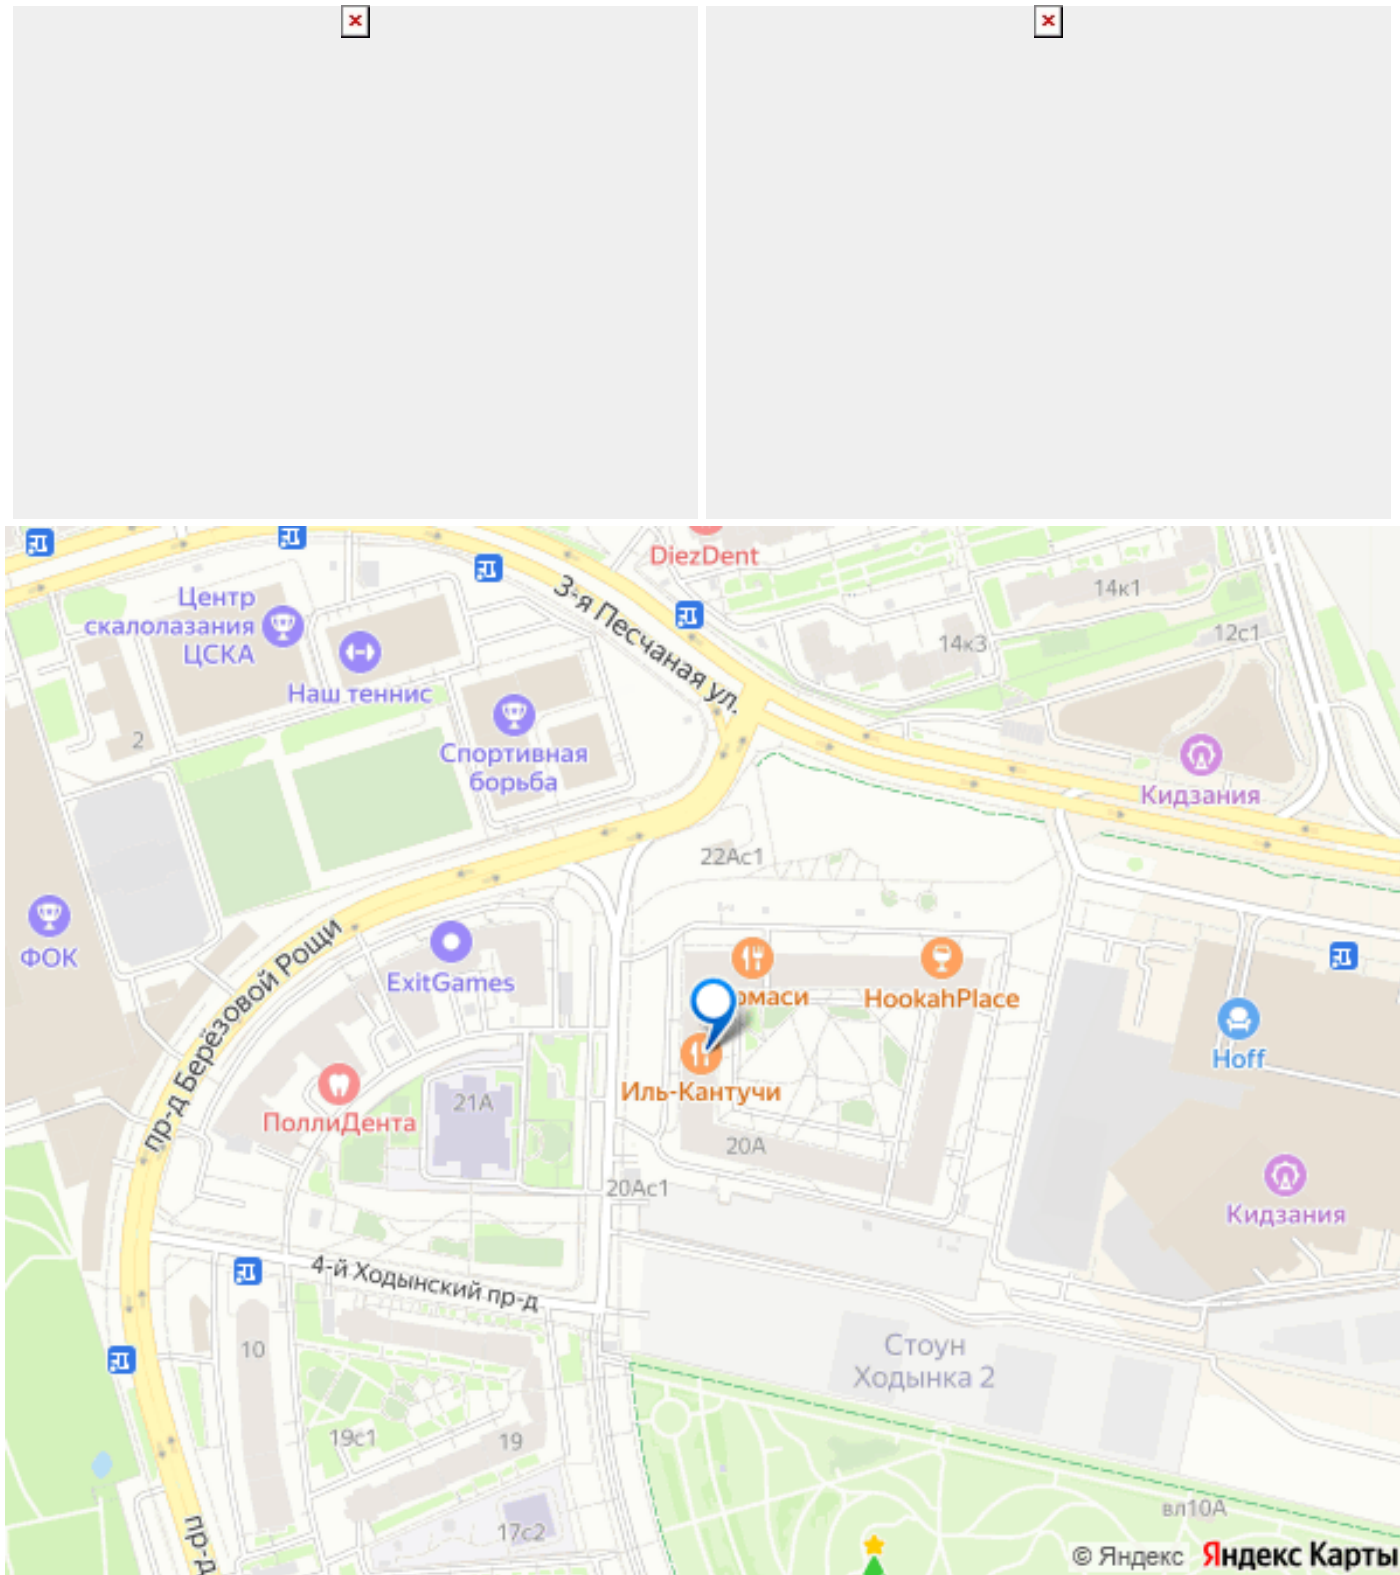 DiezDent
14к1
Центр
скалолазания
ЦСКА
3-я Песчаная ул.
12с1
14к3
Наш теннис
2
Спортивная
борьба
Кидзания
22Ас1
ФОК
ExitGames
HookahPlace
Hoff
пр-д Берёзовой Рощи
Иль-Кантучи
21А
ПоллиДента
20А
20Ас1
Кидзания
4-й Ходынский пр-д
10
Стоун
Ходынка 2
19с1
19
вл10А
17с2
пр-д
© Яндекс Яндекс Карты